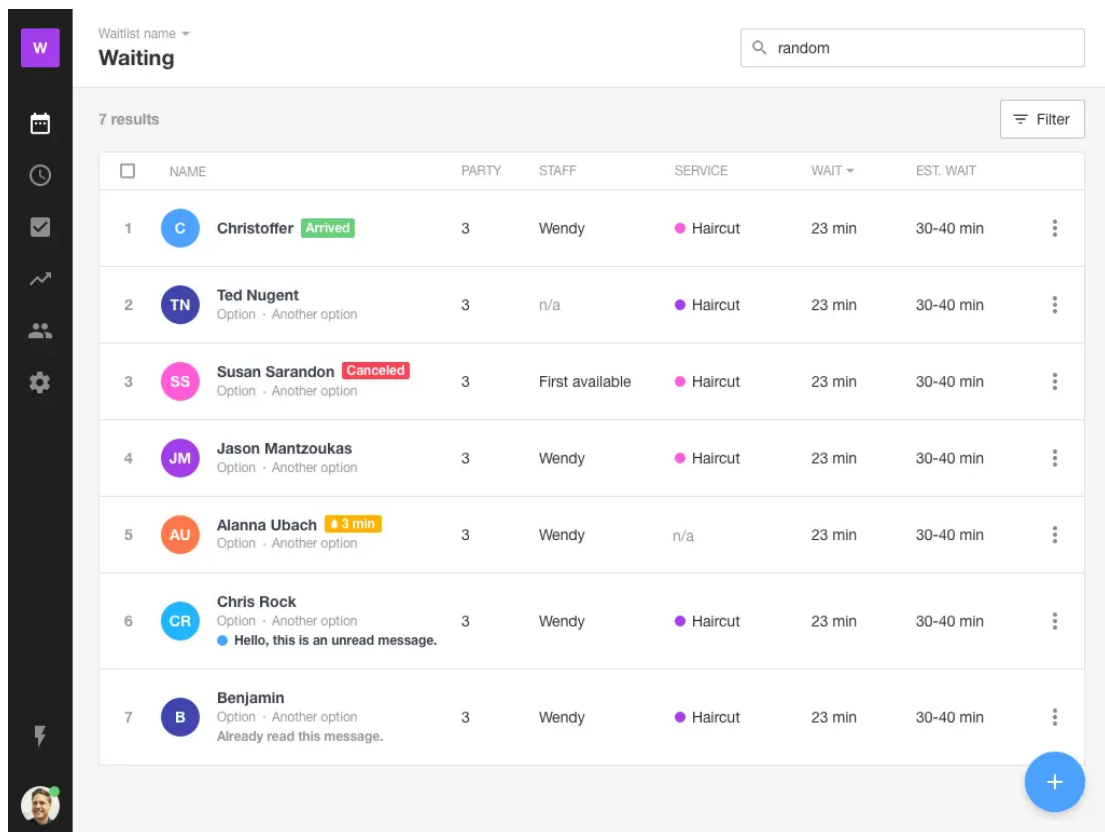 W
Waitlist name
Waiting
random
7 results
Filter
NAME PARTY STAFF SERVICE WAIT EST. WAIT
1 C Christoffer Arrived 3 Wendy Haircut 23 min 30-40 min
2 TN Ted Nugent 3 n/a Haircut 23 min 30-40 min
Option · Another option
3 SS Susan Sarandon Canceled 3 First available Haircut 23 min 30-40 min
Option · Another option
4 JM Jason Mantzoukas 3 Wendy Haircut 23 min 30-40 min
Option · Another option
5 AU Alanna Ubach 3 min 3 Wendy n/a 23 min 30-40 min
Option · Another option
6 CR Chris Rock 3 Wendy Haircut 23 min 30-40 min
Option · Another option
Hello, this is an unread message.
7 B Benjamin 3 Wendy Haircut 23 min 30-40 min
Option · Another option
Already read this message.